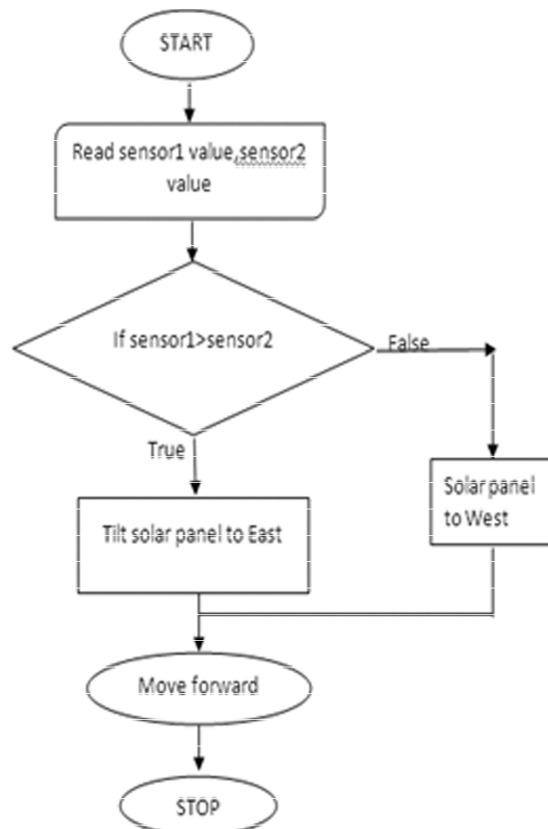 START
Read sensor1 value,sensor2
value
If sensor1>sensor2
False
True
Solar panel
to West
Tilt solar panel to East
Move forward
STOP